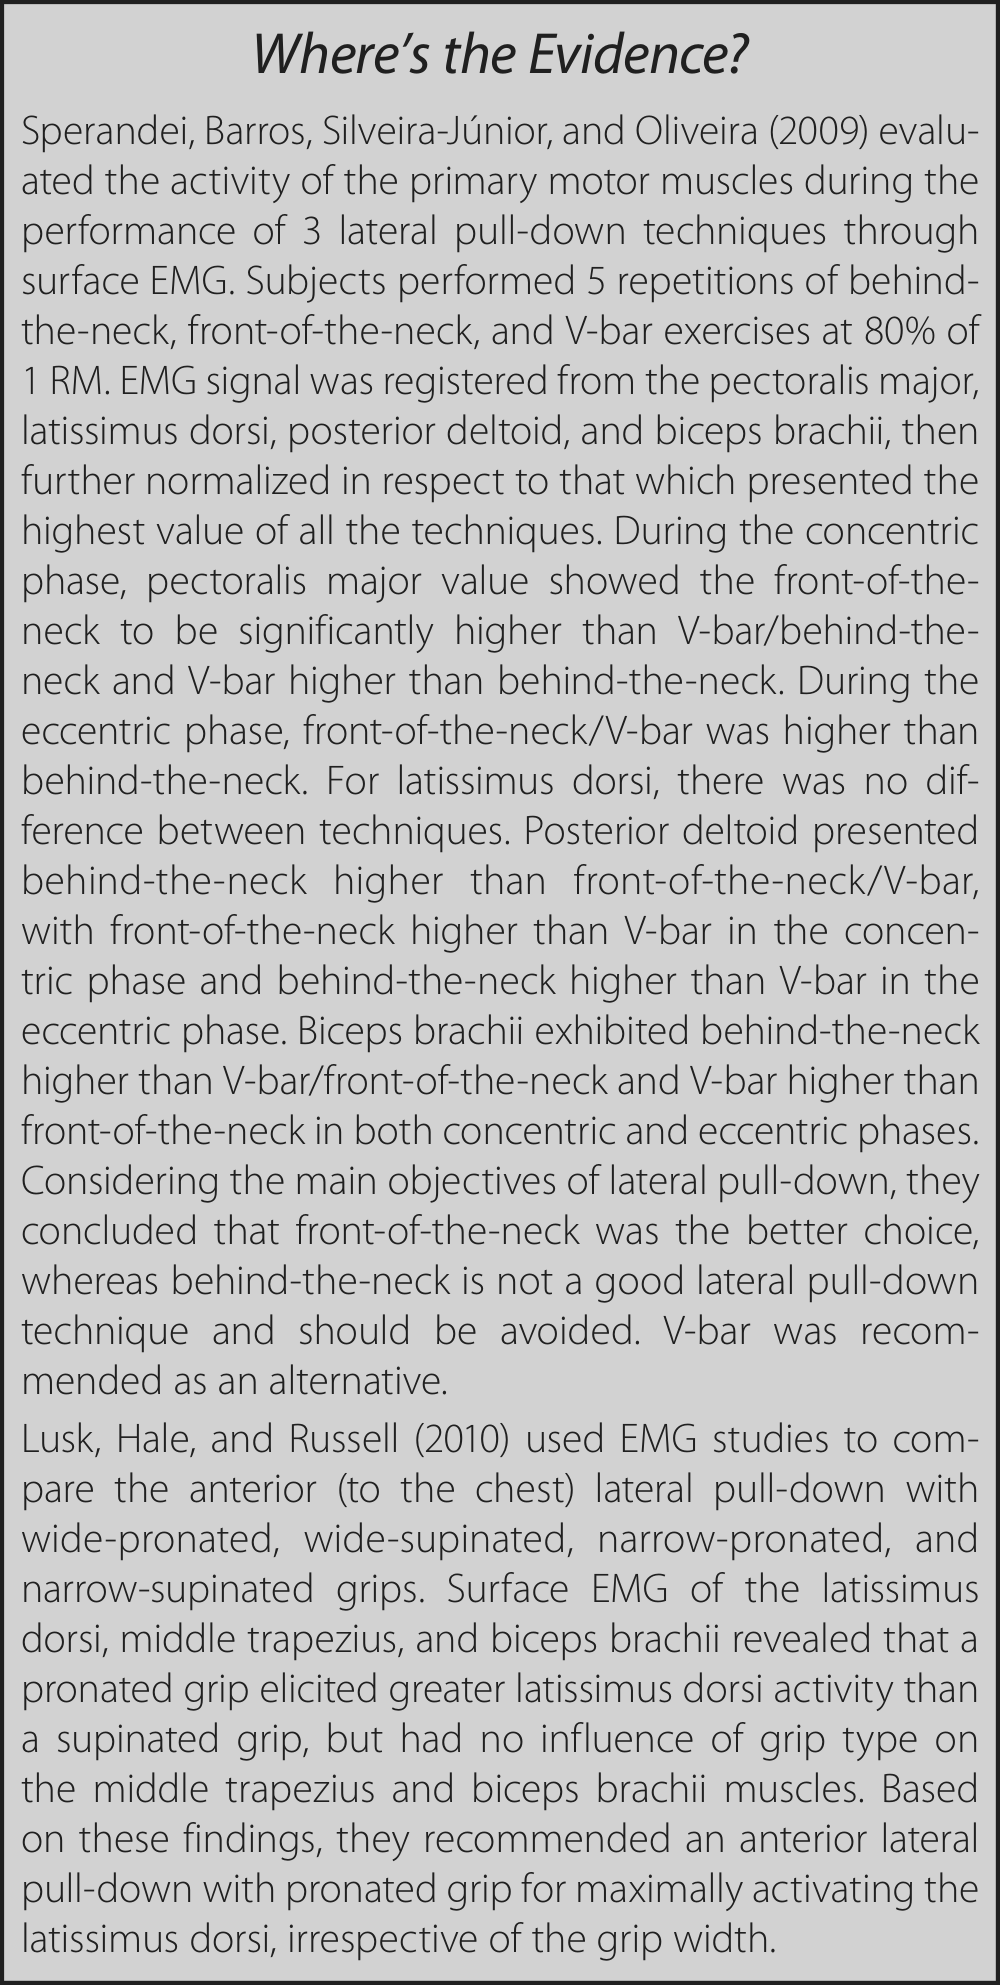 Where’s the Evidence?
Sperandei, Barros, Silveira-Júnior, and Oliveira (2009) evalu-
ated the activity of the primary motor muscles during the
performance of 3 lateral pull-down techniques through
surface EMG. Subjects performed 5 repetitions of behind-
the-neck, front-of-the-neck, and V-bar exercises at 80% of
1 RM. EMG signal was registered from the pectoralis major,
latissimus dorsi, posterior deltoid, and biceps brachii, then
further normalized in respect to that which presented the
highest value of all the techniques. During the concentric
phase, pectoralis major value showed the front-of-the-
neck to be significantly higher than V-bar/behind-the-
neck and V-bar higher than behind-the-neck. During the
eccentric phase, front-of-the-neck/V-bar was higher than
behind-the-neck. For latissimus dorsi, there was no dif-
ference between techniques. Posterior deltoid presented
behind-the-neck higher than front-of-the-neck/V-bar,
with front-of-the-neck higher than V-bar in the concen-
tric phase and behind-the-neck higher than V-bar in the
eccentric phase. Biceps brachii exhibited behind-the-neck
higher than V-bar/front-of-the-neck and V-bar higher than
front-of-the-neck in both concentric and eccentric phases.
Considering the main objectives of lateral pull-down, they
concluded that front-of-the-neck was the better choice,
whereas behind-the-neck is not a good lateral pull-down
technique and should be avoided. V-bar was recom-
mended as an alternative.
Lusk, Hale, and Russell (2010) used EMG studies to com-
pare the anterior (to the chest) lateral pull-down with
wide-pronated, wide-supinated, narrow-pronated, and
narrow-supinated grips. Surface EMG of the latissimus
dorsi, middle trapezius, and biceps brachii revealed that a
pronated grip elicited greater latissimus dorsi activity than
a supinated grip, but had no influence of grip type on
the middle trapezius and biceps brachii muscles. Based
on these findings, they recommended an anterior lateral
pull-down with pronated grip for maximally activating the
latissimus dorsi, irrespective of the grip width.